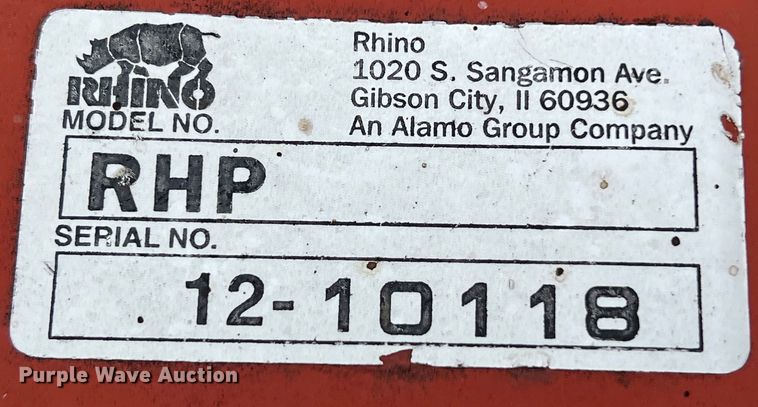 RHINO
Rhino
1020 S. Sangamon Ave.
Gibson City, Il 60936
An Alamo Group Company
MODEL NO.
RHP
SERIAL NO.
12-10118
Purple Wave Auction